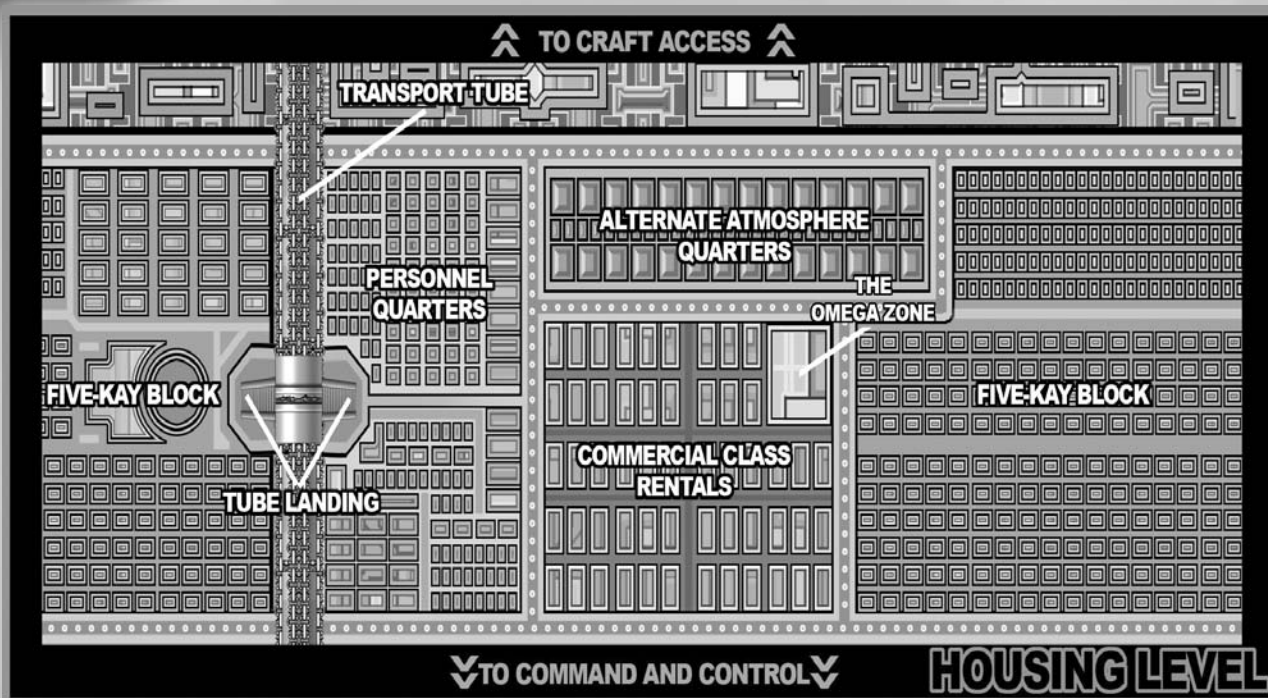 TO CRAFT ACCESS
TRANSPORT TUBE
ALTERNATE ATMOSPHERE
QUARTERS
PERSONNEL
QUARTERS
THE
OMEGA ZONE
FIVE-KAY BLOCK
FIVE-KAY BLOCK
COMMERCIAL CLASS
RENTALS
TUBE LANDING
TO COMMAND AND CONTROL
HOUSING LEVEL